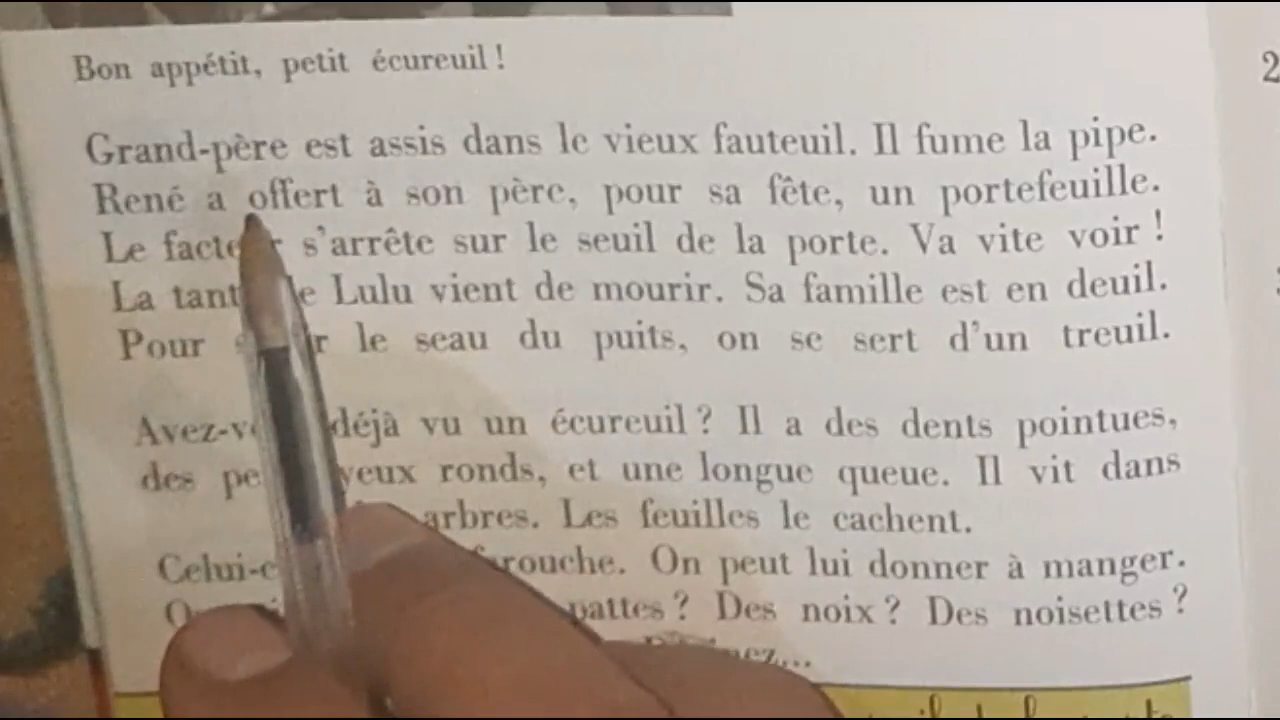 Bon appétit, petit écureuil !
Grand-père est assis dans le vieux fauteuil. Il fume la pipe.
René a offert à son père, pour sa fête, un portefeuille.
Le s'arrête sur le seuil de la porte. Va vite voir !
La Lulu vient de mourir. Sa famille est en deuil.
Pour le seau du puits, on se sert d'un treuil.
déjà vu un écureuil ? Il a des dents pointues,
des yeux ronds, et une longue queue. Il vit dans
arbres. Les feuilles le cachent.
On peut lui donner à manger.
pattes ? Des noix ? Des noisettes ?
2